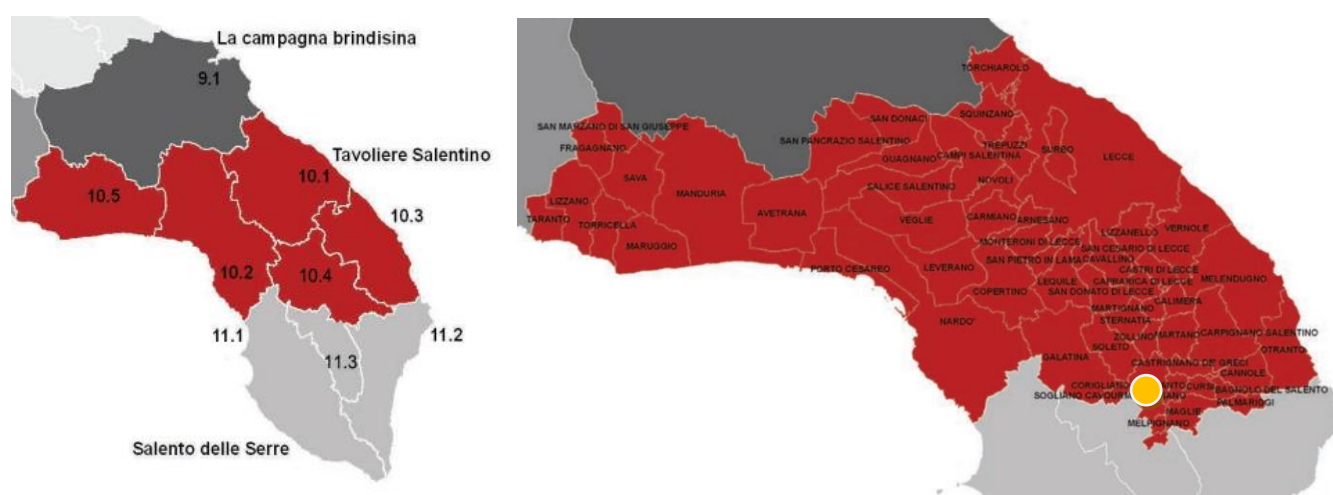 La campagna brindisina
9.1
Tavoliere Salentino
10.1
10.5
10.3
10.2
10.4
11.1
11.2
11.3
Salento delle Serre
TORCHIAROLO
SAN DONACI
SQUINZANO
SAN MARZANO DI SAN GIUSEPPE
SAN PANCRAZIO SALENTINO
TREPUZZI
FRAGAGNANO
SURBO
GUAGNANO
CAMPI SALENTINA
LECCE
SAVA
NOVOLI
MANDURIA
SALICE SALENTINO
LIZZANO
AVETRANA
TARANTO
TORRICELLA
VEGLIE
CARMIANO
ARNESANO
LIZZANELLO
VERNOLE
MARUGGIO
MONTERONI DI LECCE
SAN CESARIO DI LECCE
SAN PIETRO IN LAMA
CAVALLINO
PORTO CESAREO
LEVERANO
CASTRI DI LECCE
MELENDUGNO
LEQUILE
CAPRARICA DI LECCE
COPERTINO
SAN DONATO DI LECCE
CALIMERA
MARTIGNANO
NARDO'
STERNATIA
ZOLLINO
MARTANO
CARPIGNANO SALENTINO
SOLETO
OTRANTO
GALATINA
CASTRIGNANO DE' GRECI
CANNOLE
CORIGLIANO
CURSI
BAGNOLO DEL SALENTO
PALMARIGGI
MAGLIE
MELPIGNANO